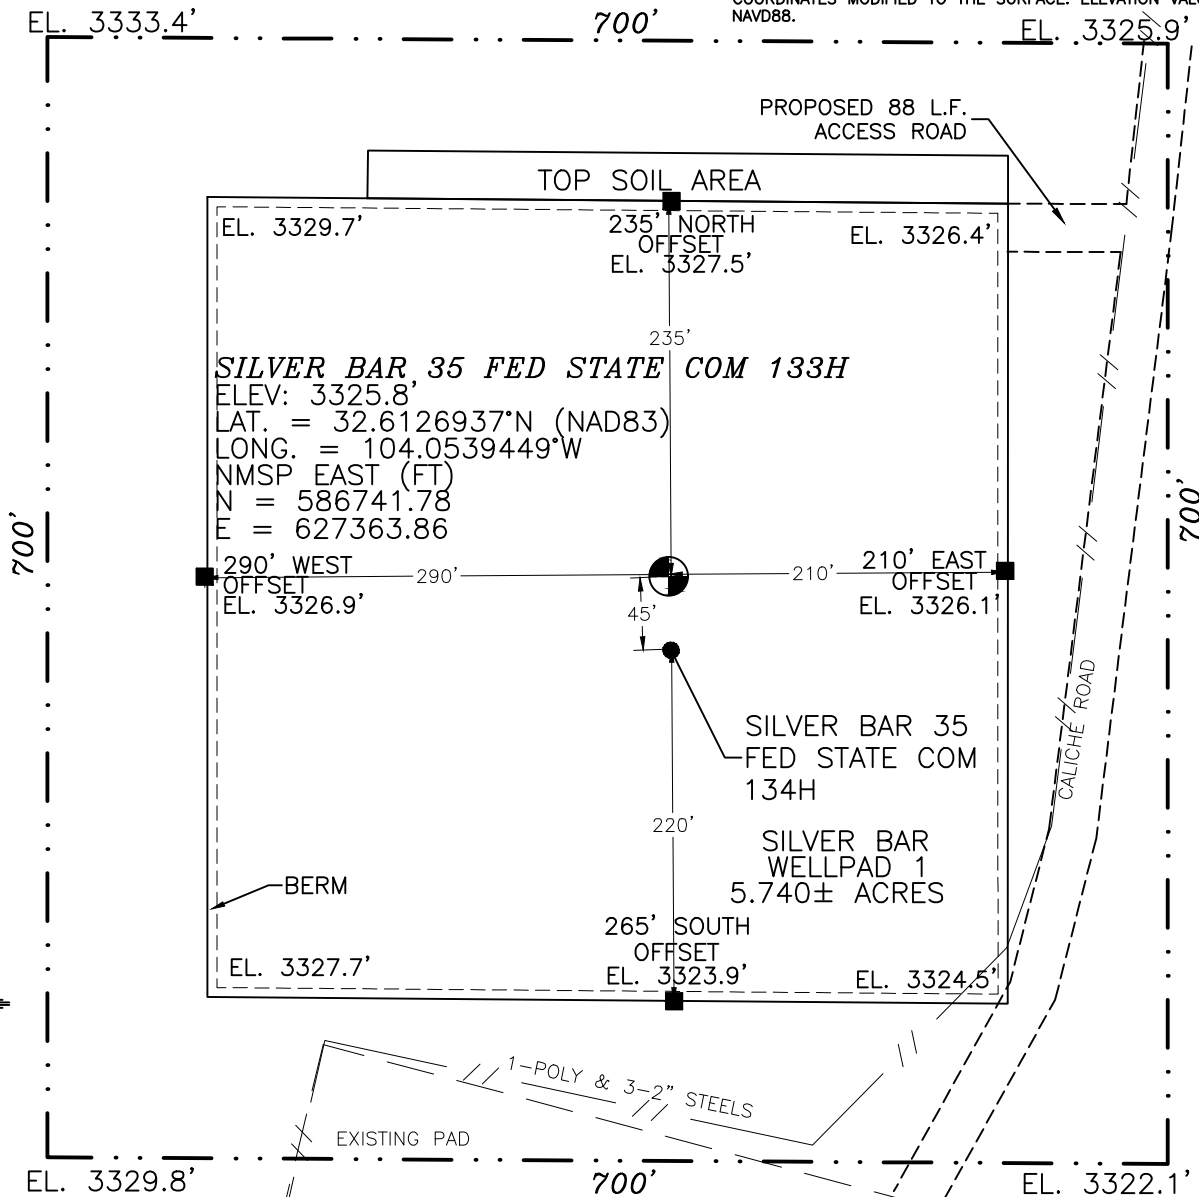 COORDINATES MODIFIED TO THE SURFACE. ELEVATION
NAVD88.
EL. 3333.4'
700'
EL. 3325.9'
PROPOSED 88 L.F.
ACCESS ROAD
TOP SOIL AREA
EL. 3329.7'
235' NORTH
OFFSET
EL. 3327.5'
EL. 3326.4'
235'
SILVER BAR 35 FED STATE COM 133H
ELEV: 3325.8'
LAT. = 32.6126937°N (NAD83)
LONG. = 104.0539449°W
NMSP EAST (FT)
N = 586741.78
E = 627363.86
700'
700'
290' WEST
OFFSET
EL. 3326.9'
290'
210'
210' EAST
OFFSET
EL. 3326.1'
45'
SILVER BAR 35
FED STATE COM
134H
CALICHE ROAD
220'
SILVER BAR
WELLPAD 1
5.740± ACRES
BERM
265' SOUTH
OFFSET
EL. 3323.9'
EL. 3327.7'
EL. 3324.5'
1-POLY & 3-2" STEELS
EXISTING PAD
EL. 3329.8'
700'
EL. 3322.1'